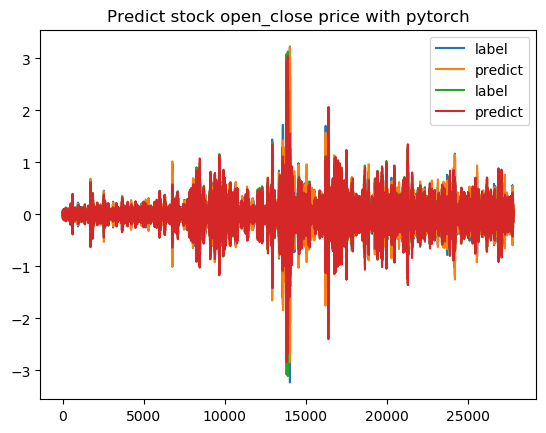 Predict stock open_close price with pytorch
label
predict
label
predict
3
2
1
0
−1
−2
−3
0 5000 10000 15000 20000 25000